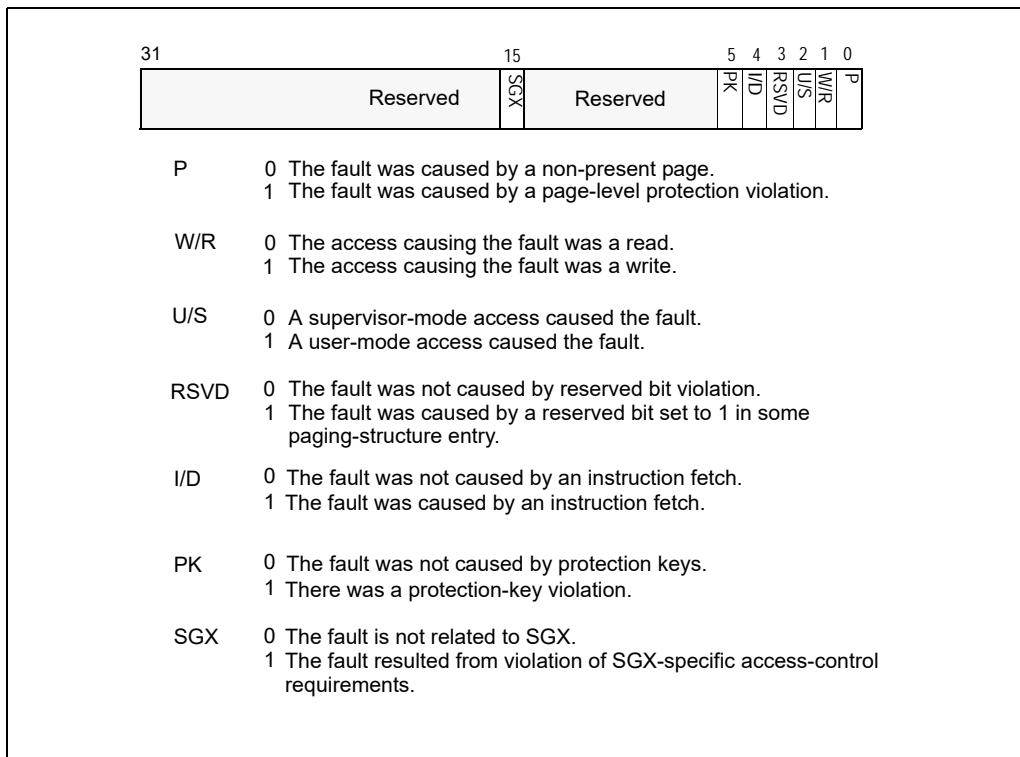 31 15 5 4 3 2 1 0
Reserved SGX Reserved PK I/D RSVD U/S W/R P
P 0 The fault was caused by a non-present page.
1 The fault was caused by a page-level protection violation.
W/R 0 The access causing the fault was a read.
1 The access causing the fault was a write.
U/S 0 A supervisor-mode access caused the fault.
1 A user-mode access caused the fault.
RSVD 0 The fault was not caused by reserved bit violation.
1 The fault was caused by a reserved bit set to 1 in some
paging-structure entry.
I/D 0 The fault was not caused by an instruction fetch.
1 The fault was caused by an instruction fetch.
PK 0 The fault was not caused by protection keys.
1 There was a protection-key violation.
SGX 0 The fault is not related to SGX.
1 The fault resulted from violation of SGX-specific access-control
requirements.